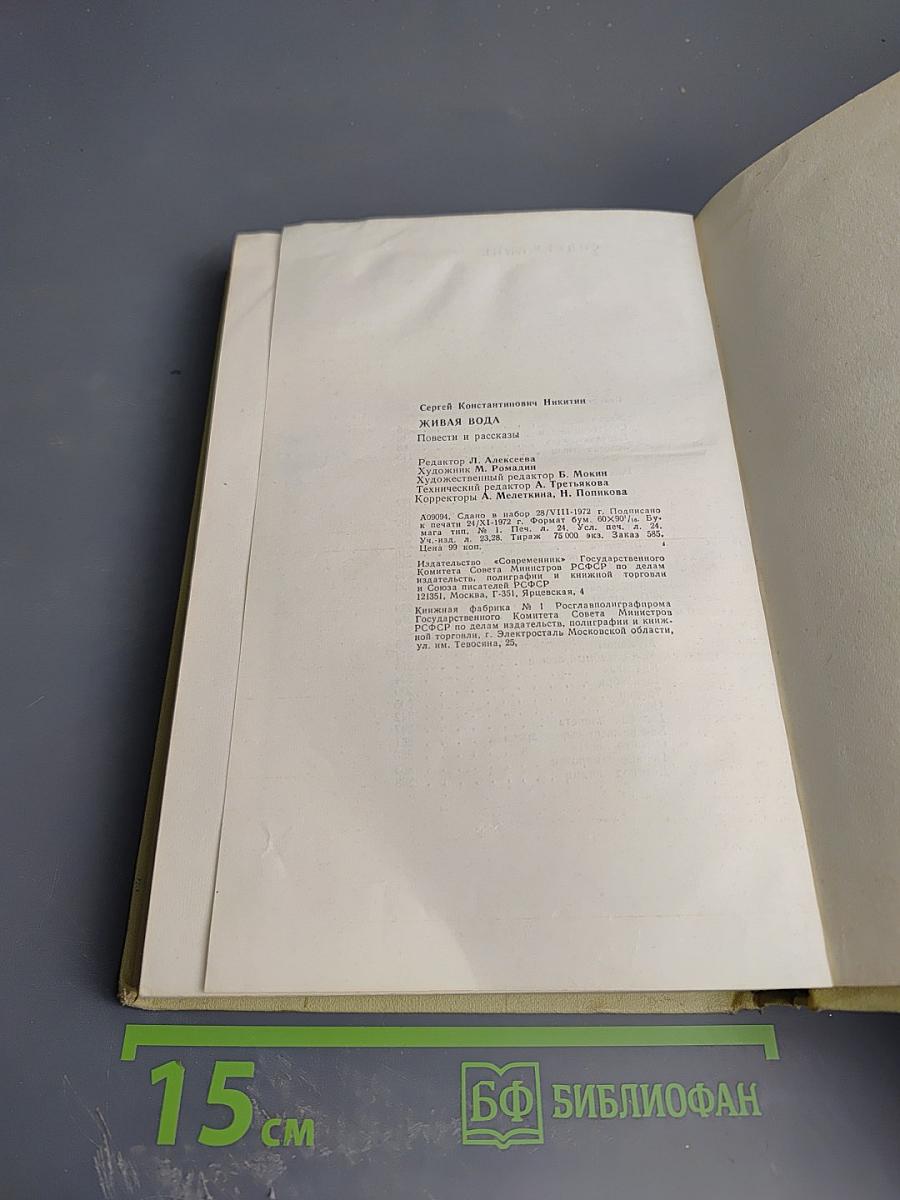 Сергей Константинович Никитин
ЖИВАЯ ВОДА
Повести и рассказы
Редактор Л. Алексеева
Художник М. Ромадин
Художественный редактор Б. Мокин
Технический редактор А. Третьякова
Корректоры А. Мелеткина, Н. Попикова
А09094. Сдано в набор 28/VIII-1972 г. Подписано
к печати 24/XI-1972 г. Формат бум. 60×90¹/₁₆. Бу-
мага тип. № 1. Печ. л. 24. Усл. печ. л. 24.
Уч.-изд. л. 23,28. Тираж 75 000 экз. Заказ 585.
Цена 99 коп.
Издательство «Современник» Государственного
Комитета Совета Министров РСФСР по делам
издательств, полиграфии и книжной торговли
и Союза писателей РСФСР
121351, Москва, Г-351, Ярцевская, 4
Книжная фабрика № 1 Росглавполиграфпрома
Государственного Комитета Совета Министров
РСФСР по делам издательств, полиграфии и книж-
ной торговли, г. Электросталь Московской области,
ул. им. Тевосяна, 25.
15 см
БФ БИБЛИОФАН